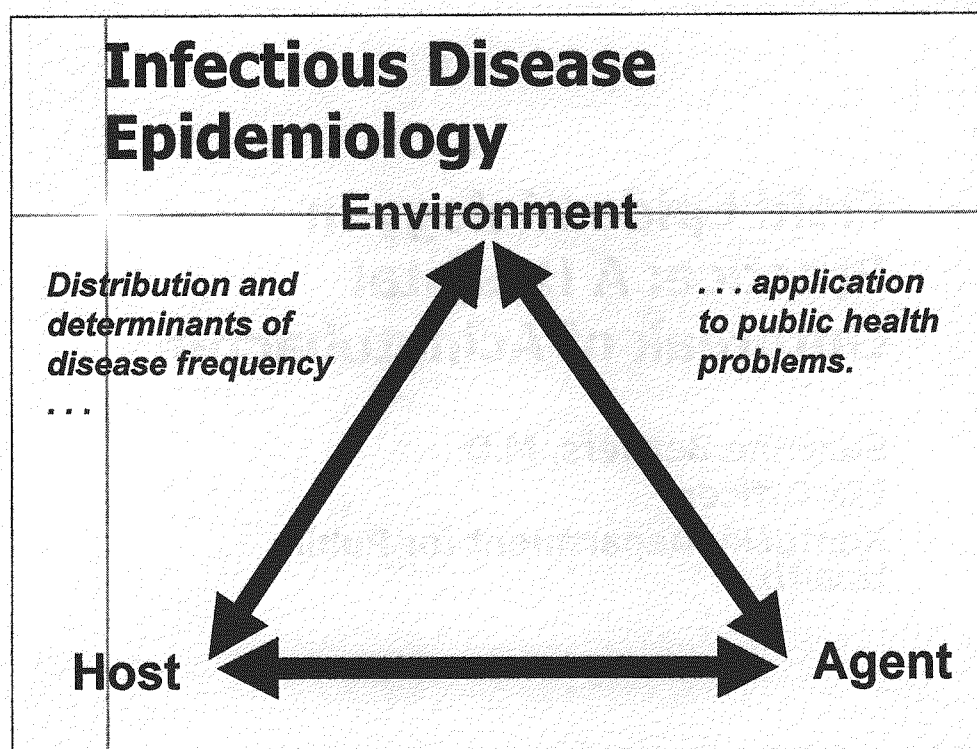 Infectious Disease
Epidemiology
Environment
Distribution and
determinants of
disease frequency
. . .
. . . application
to public health
problems.
Host
Agent